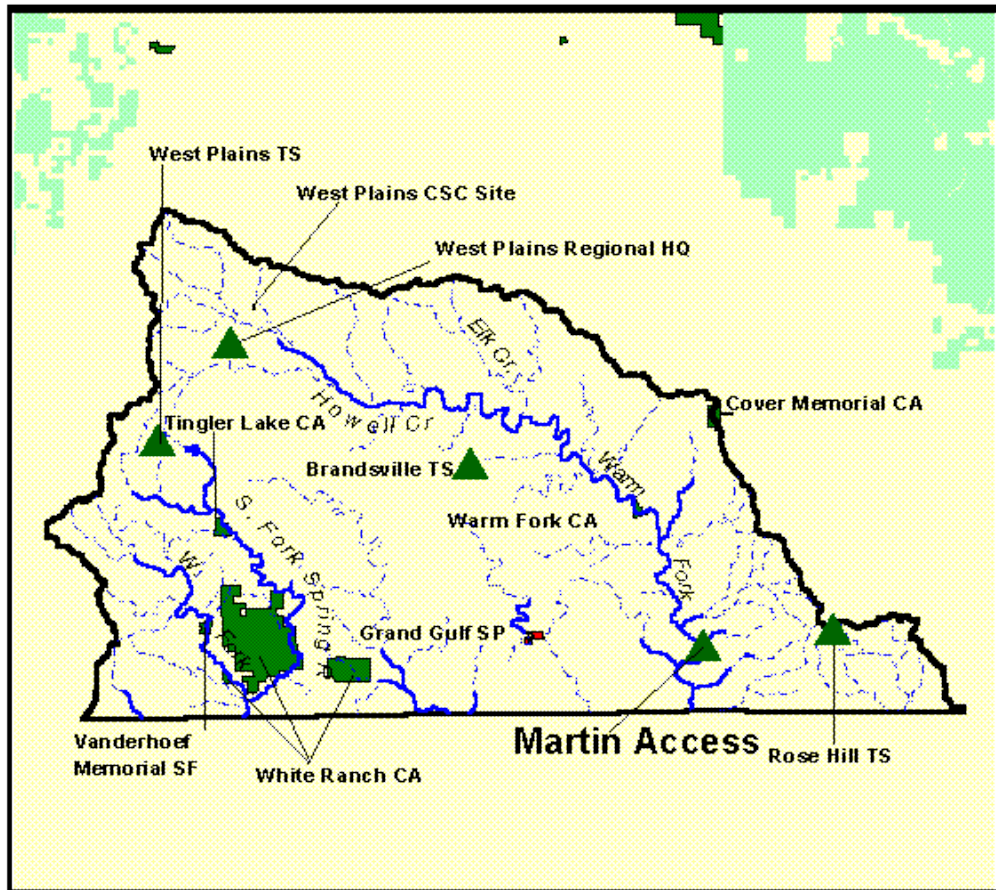 West Plains TS
West Plains CSC Site
West Plains Regional HQ
Elk Cr.
Howell Cr
Cover Memorial CA
Tingler Lake CA
Brandsville TS
Warm
Warm Fork CA
S. Fork Spring R
W.
Fork
Fork
Grand Gulf SP
Martin Access
Vanderhoef
Memorial SF
White Ranch CA
Rose Hill TS